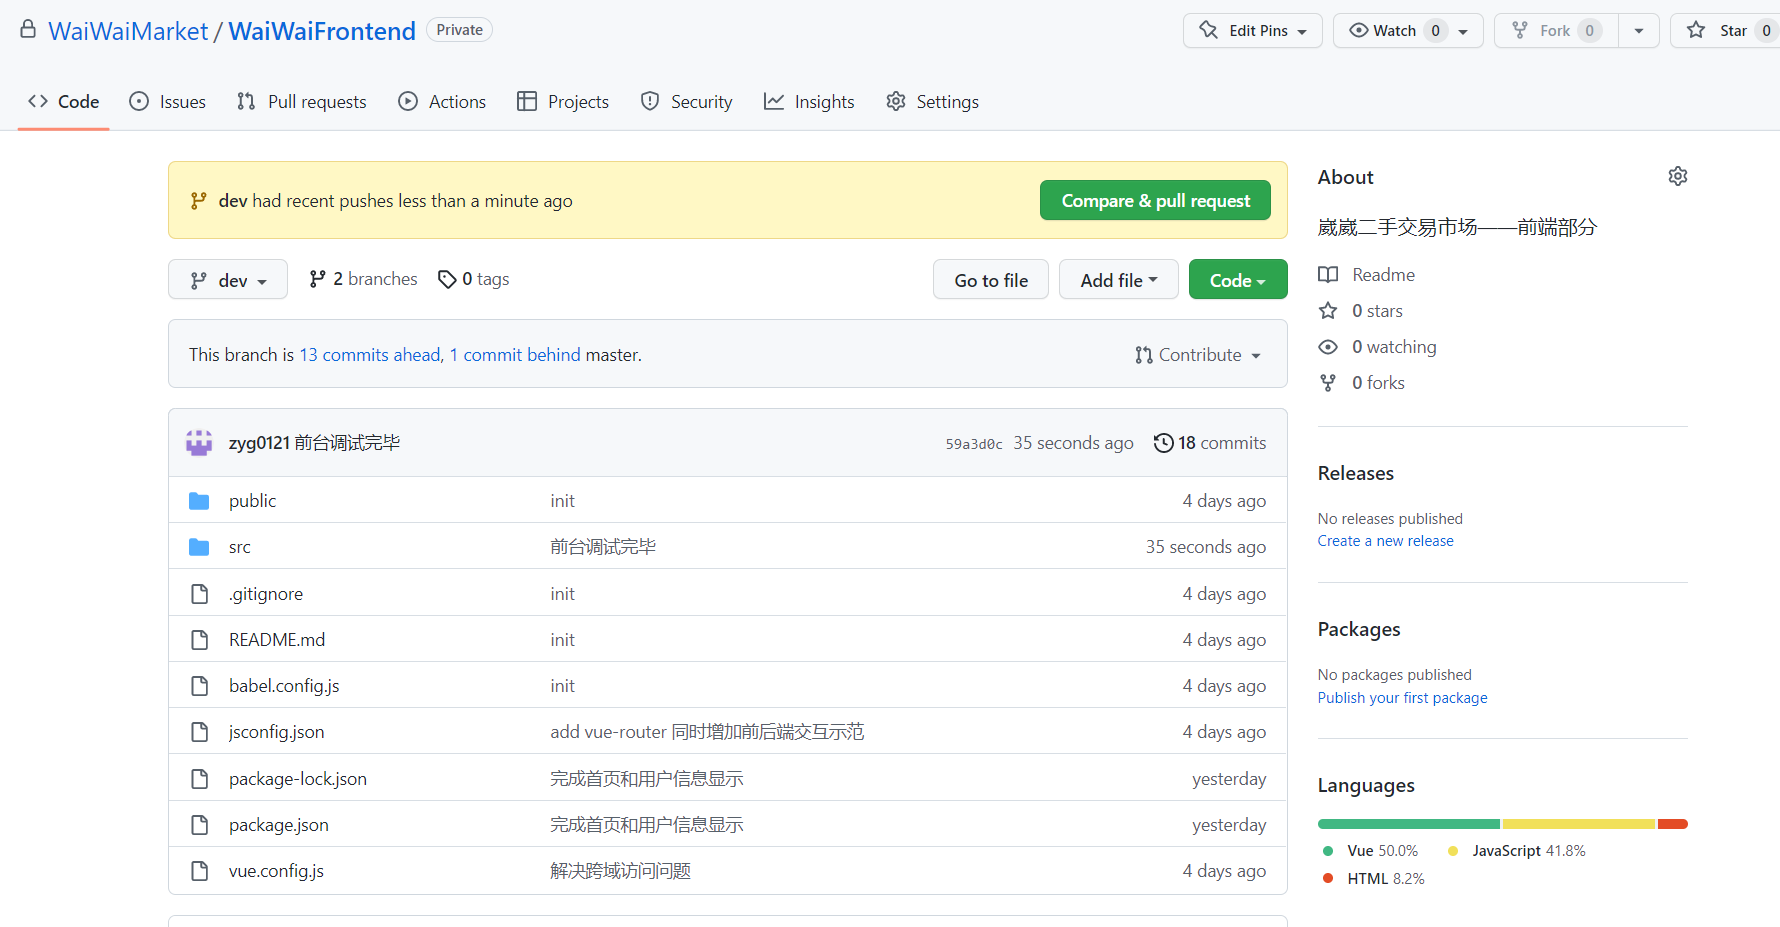 WaiWaiMarket / WaiWaiFrontend Private Edit Pins Watch 0 Fork 0 Star 0
Code Issues Pull requests Actions Projects Security Insights Settings
dev had recent pushes less than a minute ago Compare & pull request
dev 2 branches 0 tags Go to file Add file Code
This branch is 13 commits ahead, 1 commit behind master. Contribute
zyg0121 前台调试完毕 59a3d0c 35 seconds ago 18 commits
public init 4 days ago
src 前台调试完毕 35 seconds ago
.gitignore init 4 days ago
README.md init 4 days ago
babel.config.js init 4 days ago
jsconfig.json add vue-router 同时增加前后端交互示范 4 days ago
package-lock.json 完成首页和用户信息显示 yesterday
package.json 完成首页和用户信息显示 yesterday
vue.config.js 解决跨域访问问题 4 days ago
About
崴崴二手交易市场——前端部分
Readme
0 stars
0 watching
0 forks
Releases
No releases published
Create a new release
Packages
No packages published
Publish your first package
Languages
Vue 50.0% JavaScript 41.8%
HTML 8.2%